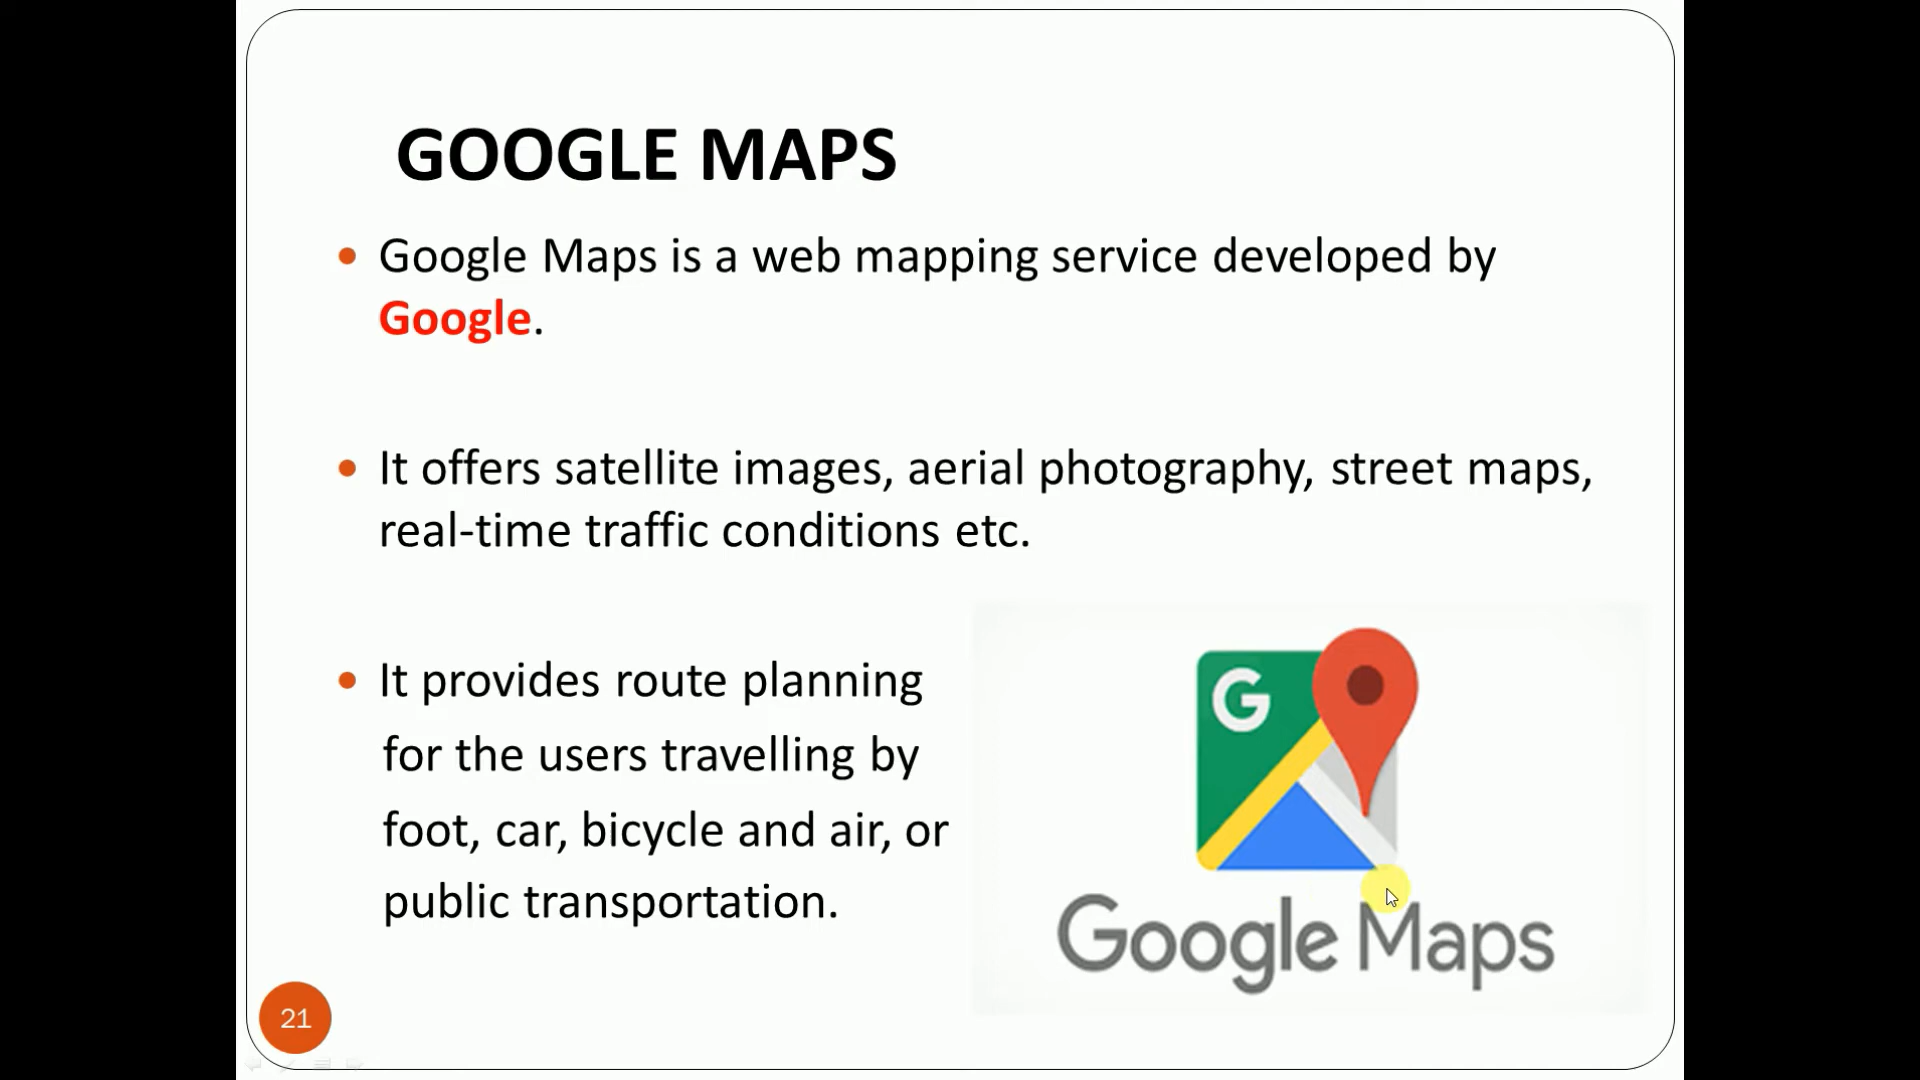 GOOGLE MAPS
Google Maps is a web mapping service developed by
Google.
It offers satellite images, aerial photography, street maps,
real-time traffic conditions etc.
It provides route planning
for the users travelling by
foot, car, bicycle and air, or
public transportation.
G
Google Maps
21